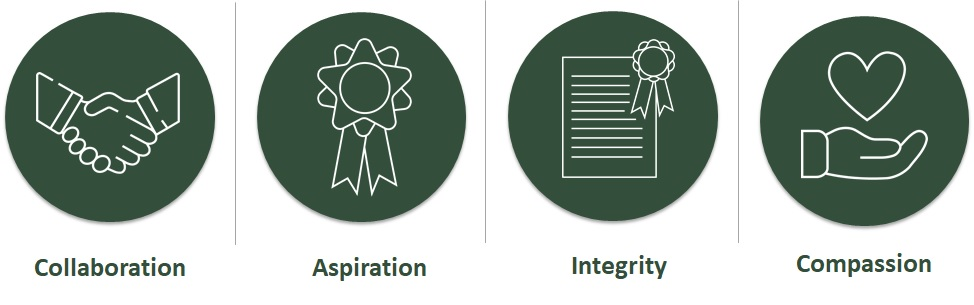 Collaboration
Aspiration
Integrity
Compassion